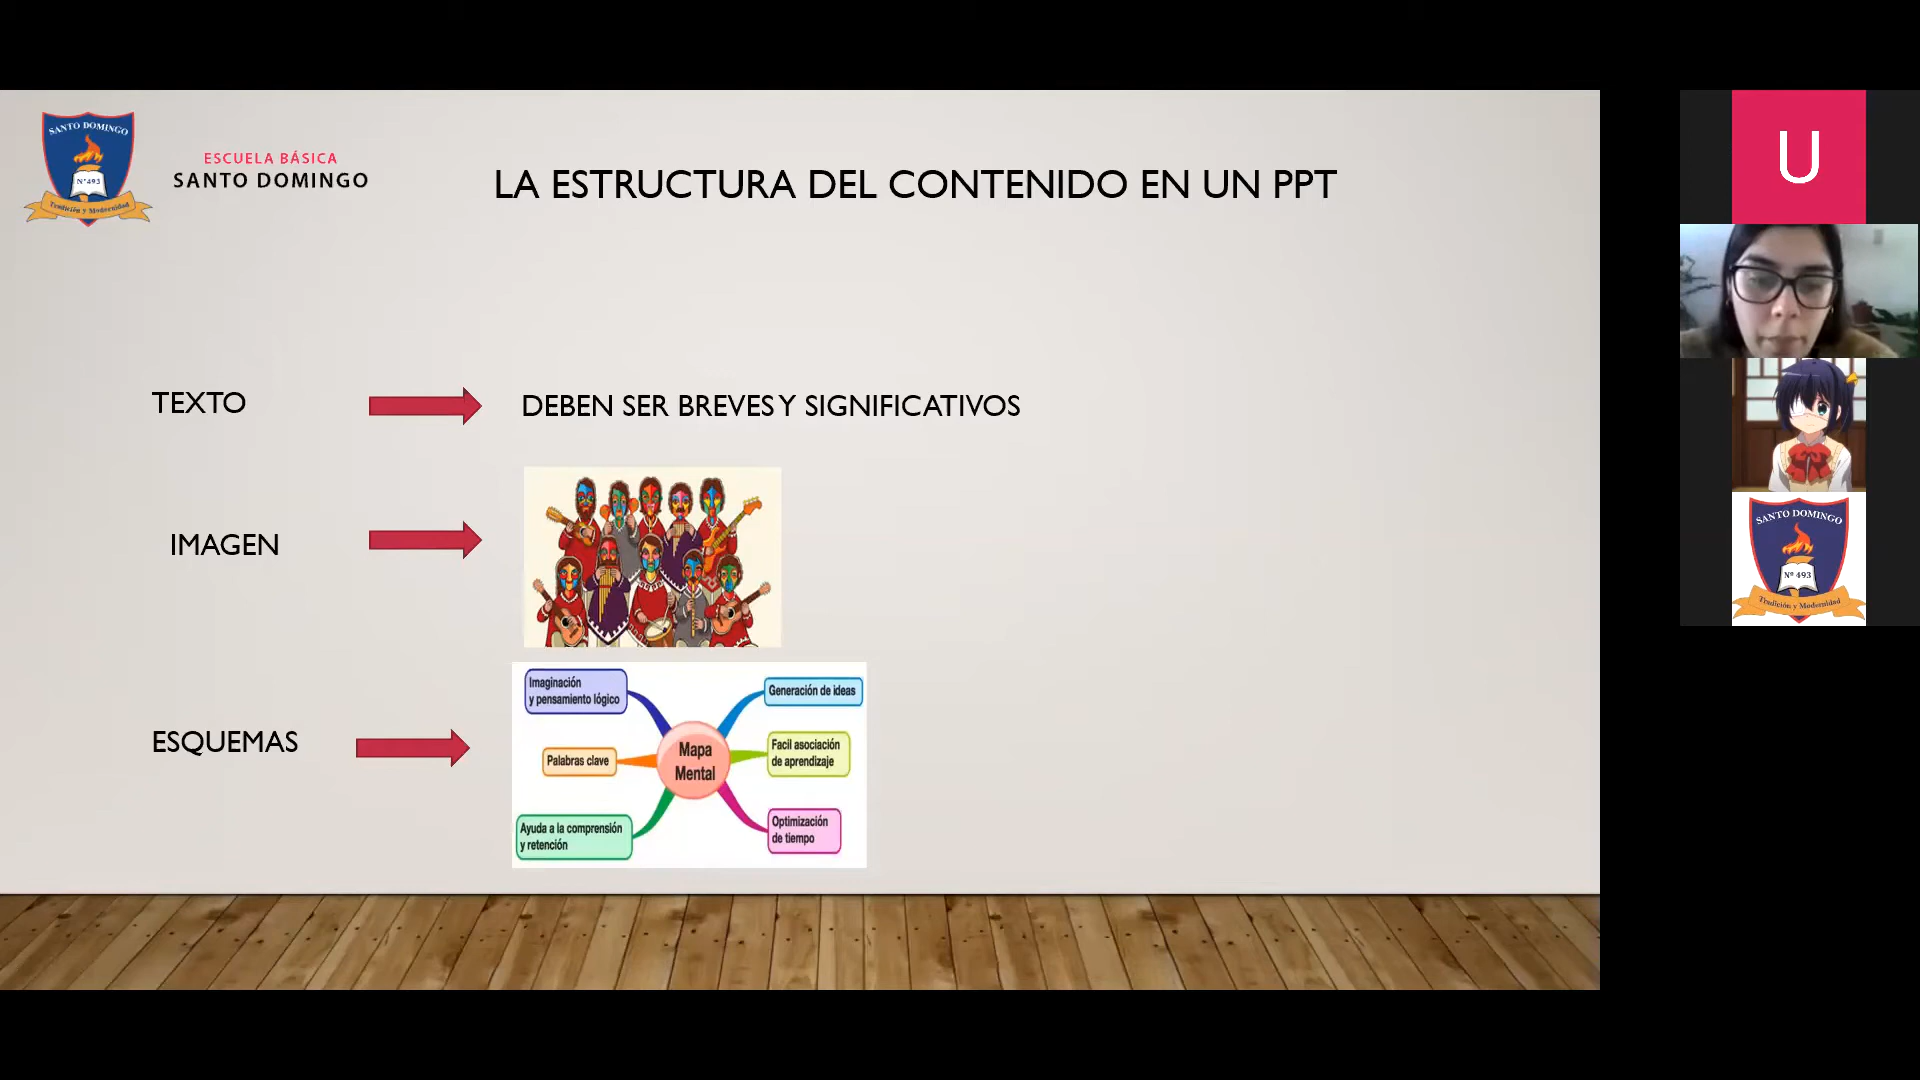 SANTO DOMINGO
N°493
Tradición y Modernidad
ESCUELA BÁSICA
SANTO DOMINGO
LA ESTRUCTURA DEL CONTENIDO EN UN PPT
TEXTO
DEBEN SER BREVES Y SIGNIFICATIVOS
IMAGEN
ESQUEMAS
Imaginación
y pensamiento lógico
Generación de ideas
Palabras clave
Mapa
Mental
Facil asociación
de aprendizaje
Ayuda a la comprensión
y retención
Optimización
de tiempo
U
SANTO DOMINGO
Nº 493
Tradición y Modernidad